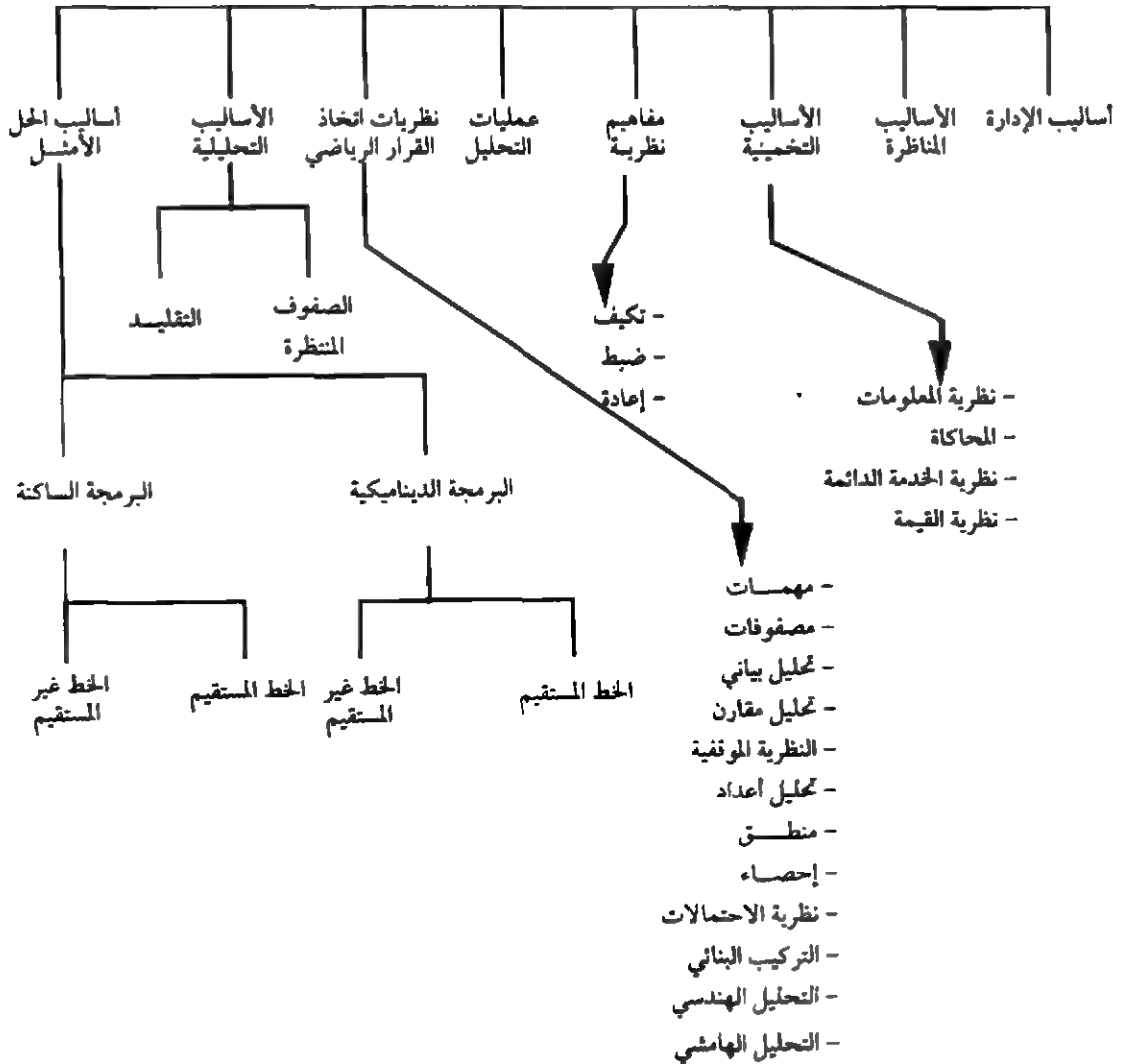 أساليب الإدارة
الأساليب
المناظرة
الأساليب
التخمينية
مفاهيم
نظرية
عمليات
التحليل
نظريات اتخاذ
القرار الرياضي
الأساليب
التحليلية
أساليب الحل
الأمثل
الصفوف
المنتظرة
التقليد
- تكيف
- ضبط
- إعادة
- نظرية المعلومات
- المحاكاة
- نظرية الخدمة الدائمة
- نظرية القيمة
البرمجة الديناميكية
البرمجة الساكنة
الخط المستقيم
الخط غير
المستقيم
الخط المستقيم
الخط غير
المستقيم
- مهمات
- مصفوفات
- تحليل بياني
- تحليل مقارن
- النظرية الموقفية
- تحليل أعداد
- منطق
- إحصاء
- نظرية الاحتمالات
- التركيب البنائي
- التحليل الهندسي
- التحليل الهامشي